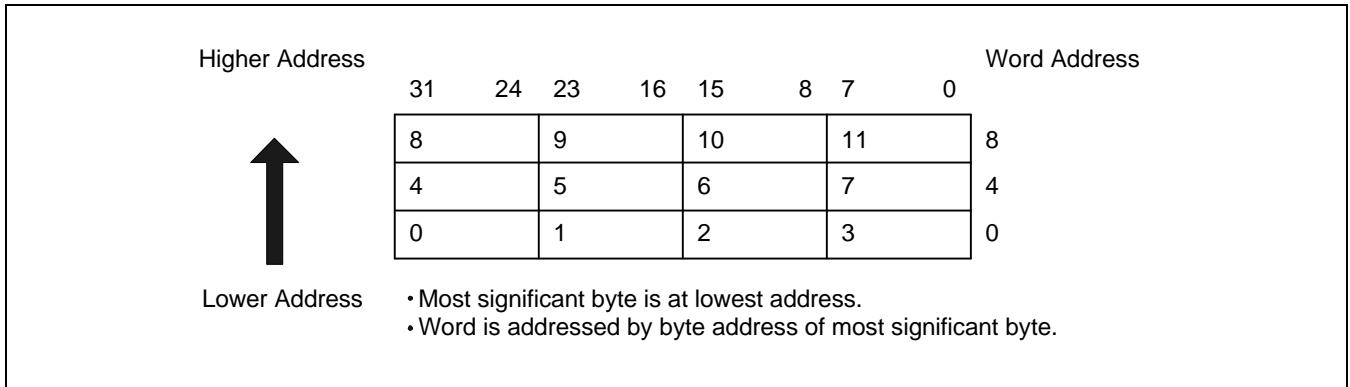 Higher Address Word Address
31 24 23 16 15 8 7 0
8 9 10 11 8
4 5 6 7 4
0 1 2 3 0
Lower Address
• Most significant byte is at lowest address.
• Word is addressed by byte address of most significant byte.